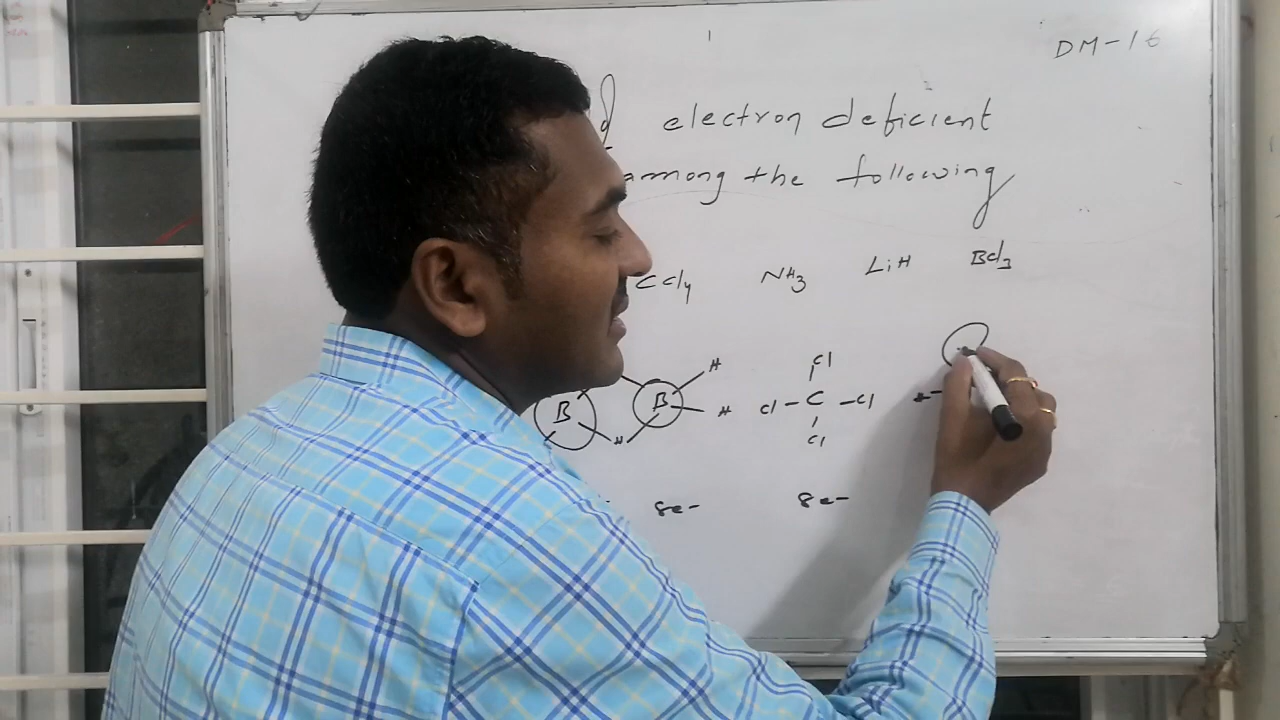 DM-16
electron deficient
among the following
CCl4 NH3 LiH BCl3
Cl
H
B B Cl - C - Cl
H
H Cl
8e- 8e-